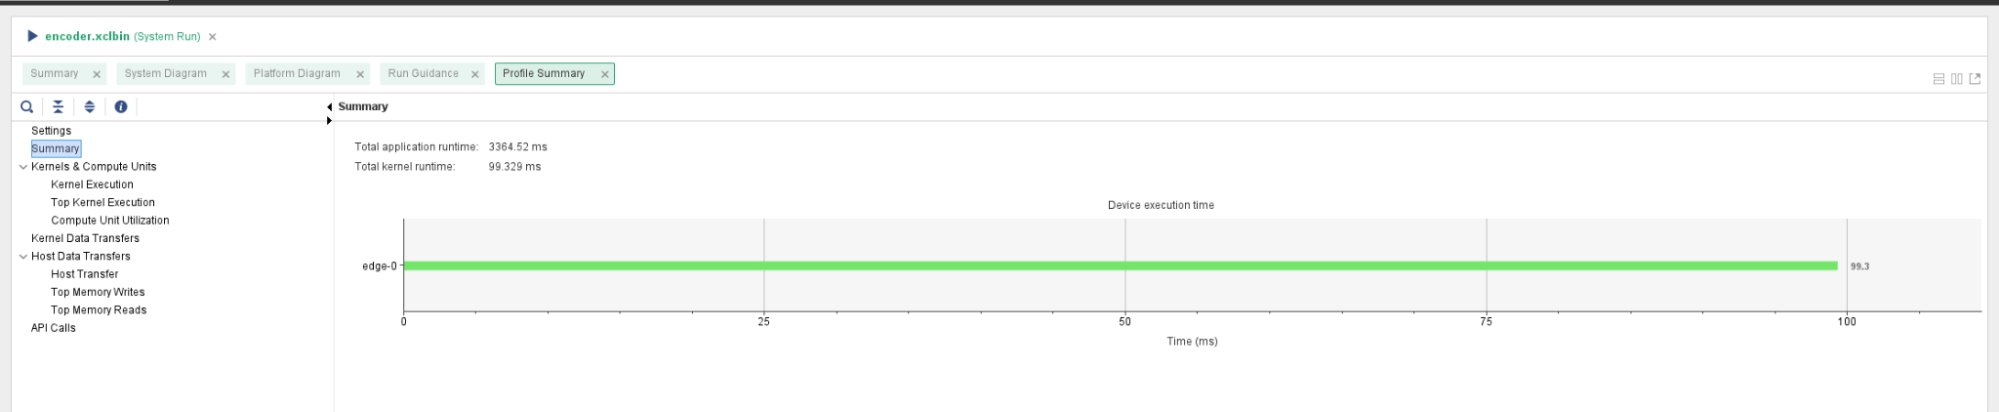 encoder.xclbin (System Run)
Summary System Diagram Platform Diagram Run Guidance Profile Summary
Summary
Settings
Summary
Kernels & Compute Units
Kernel Execution
Top Kernel Execution
Compute Unit Utilization
Kernel Data Transfers
Host Data Transfers
Host Transfer
Top Memory Writes
Top Memory Reads
API Calls
Total application runtime: 3364.52 ms
Total kernel runtime: 99.329 ms
Device execution time
edge-0
99.3
0 25 50 75 100
Time (ms)